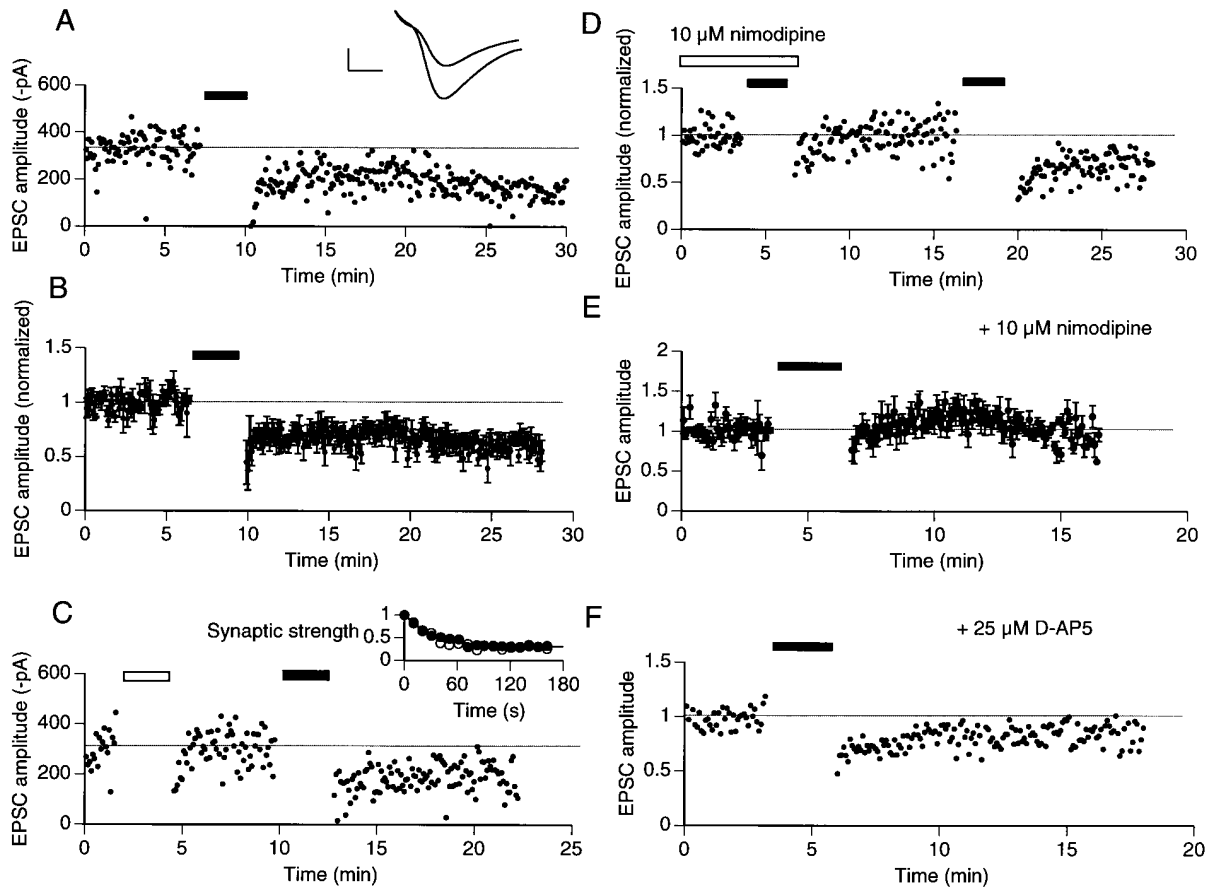 A
EPSC amplitude (-pA)
600
400
200
0
0 5 10 15 20 25 30
Time (min)
B
EPSC amplitude (normalized)
1.5
1
0.5
0
0 5 10 15 20 25 30
Time (min)
C
Synaptic strength
1
0.5
0
0 60 120 180
Time (s)
EPSC amplitude (-pA)
600
400
200
0
0 5 10 15 20 25
Time (min)
D
10 µM nimodipine
EPSC amplitude (normalized)
1.5
1
0.5
0
0 5 10 15 20 25 30
Time (min)
E
+ 10 µM nimodipine
EPSC amplitude
2
1.5
1
0.5
0
0 5 10 15 20
Time (min)
F
+ 25 µM D-AP5
EPSC amplitude
1.5
1
0.5
0
0 5 10 15 20
Time (min)